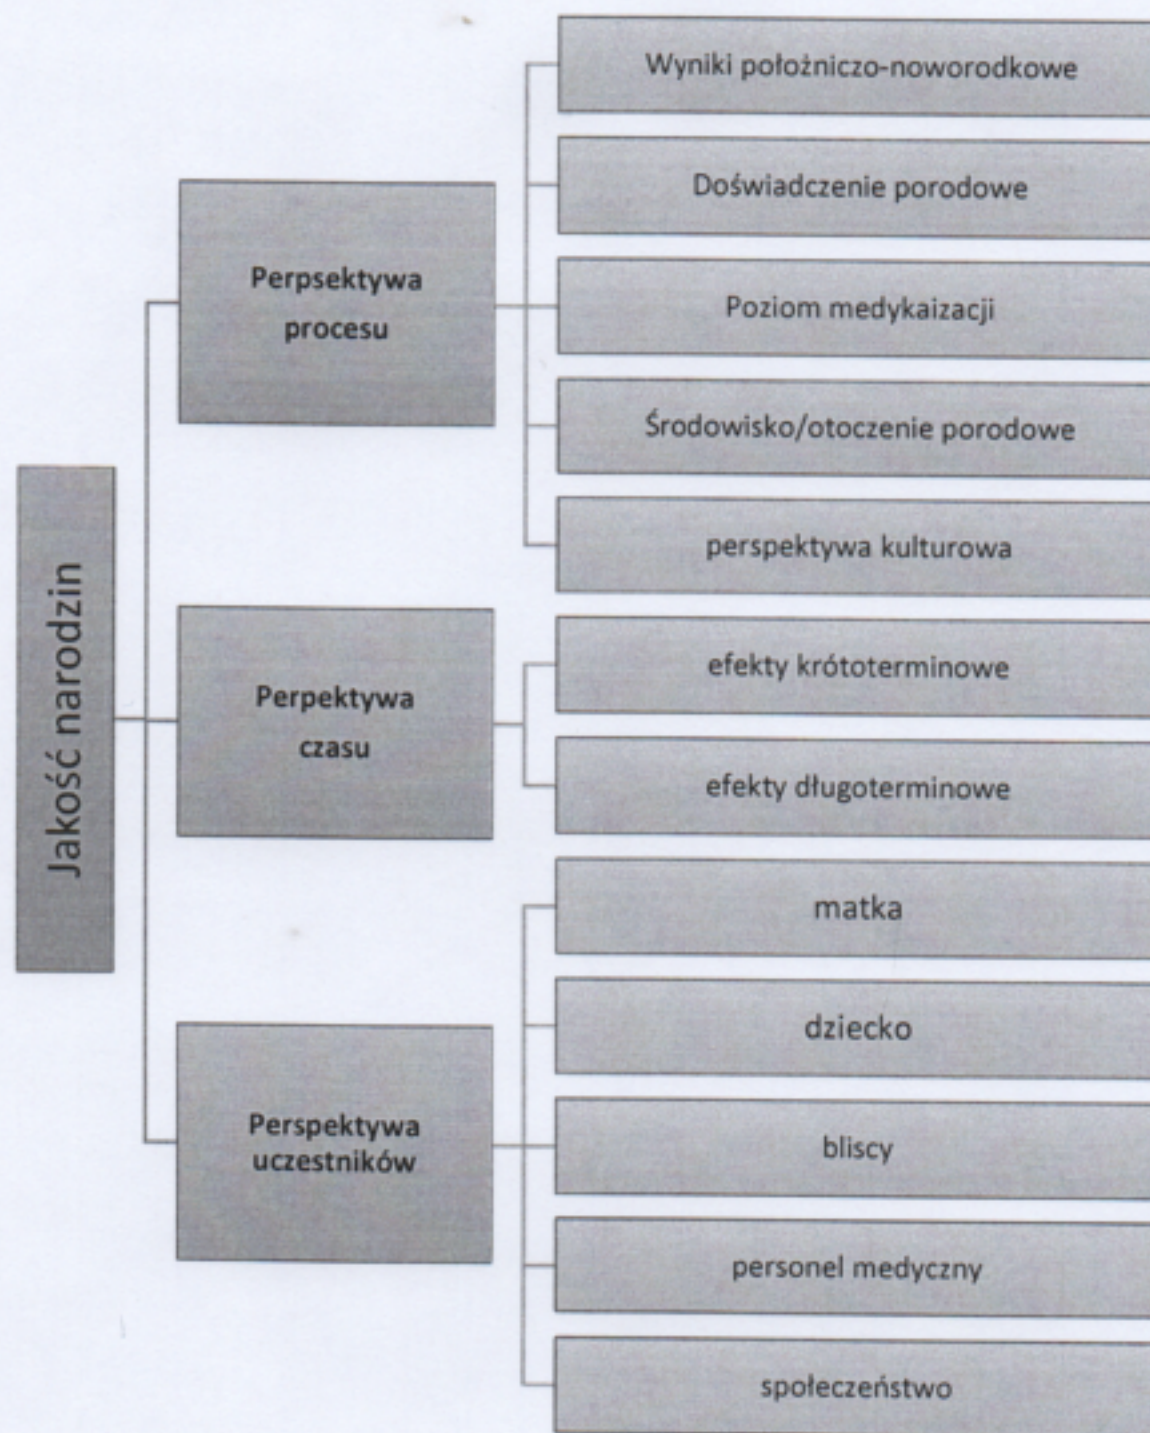 Jakość narodzin
Perpsektywa
procesu
Wyniki położniczo-noworodkowe
Doświadczenie porodowe
Poziom medykaizacji
Środowisko/otoczenie porodowe
perspektywa kulturowa
Perpektywa
czasu
efekty krótoterminowe
efekty długoterminowe
Perspektywa
uczestników
matka
dziecko
bliscy
personel medyczny
społeczeństwo